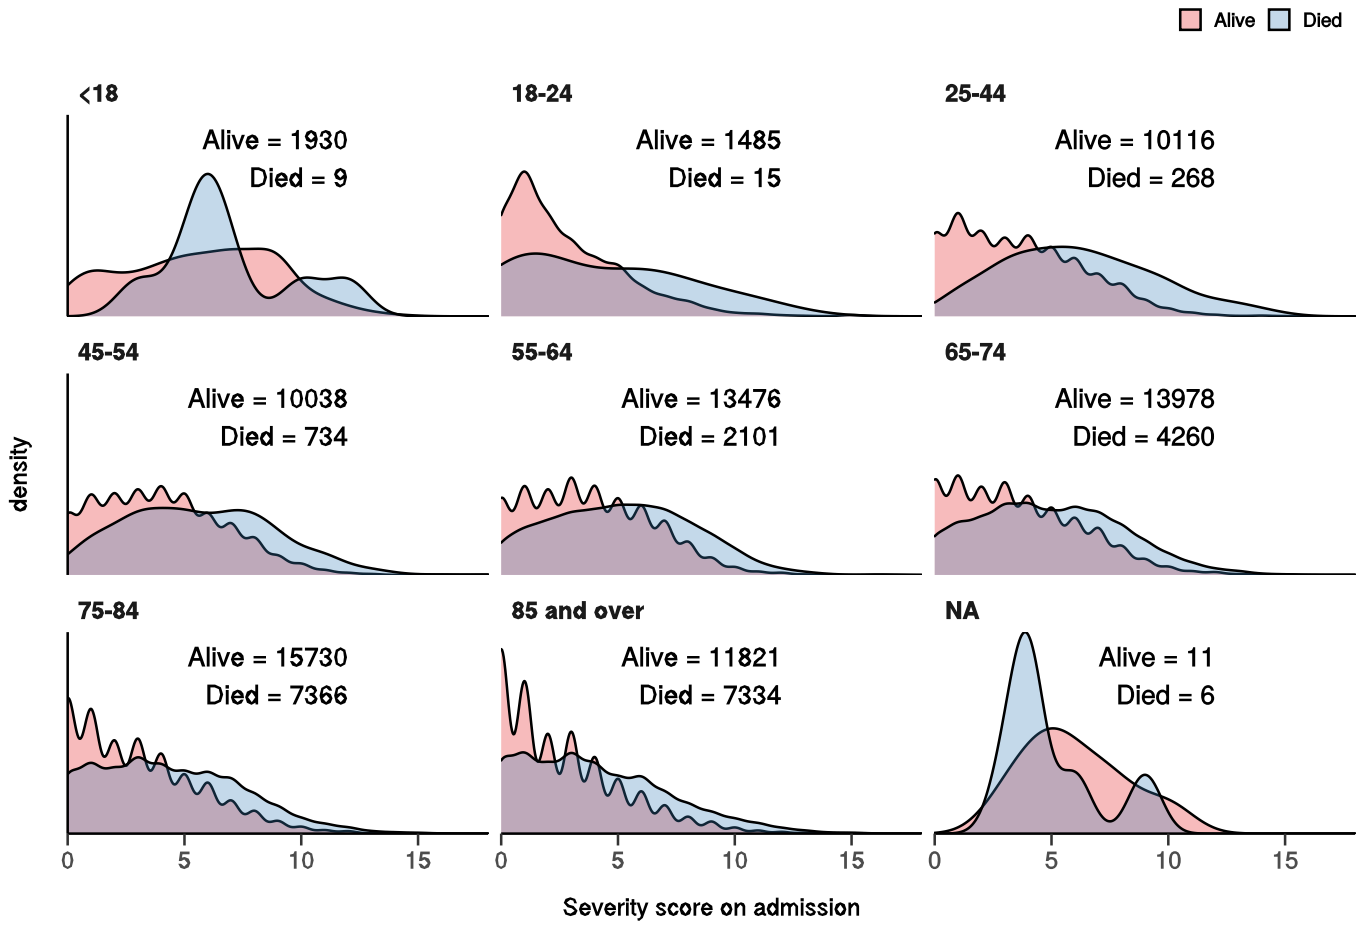 Alive Died
<18 18-24 25-44
Alive = 1930 Alive = 1485 Alive = 10116
Died = 9 Died = 15 Died = 268
45-54 55-64 65-74
Alive = 10038 Alive = 13476 Alive = 13978
Died = 734 Died = 2101 Died = 4260
density
75-84 85 and over NA
Alive = 15730 Alive = 11821 Alive = 11
Died = 7366 Died = 7334 Died = 6
0 5 10 15 0 5 10 15 0 5 10 15
Severity score on admission